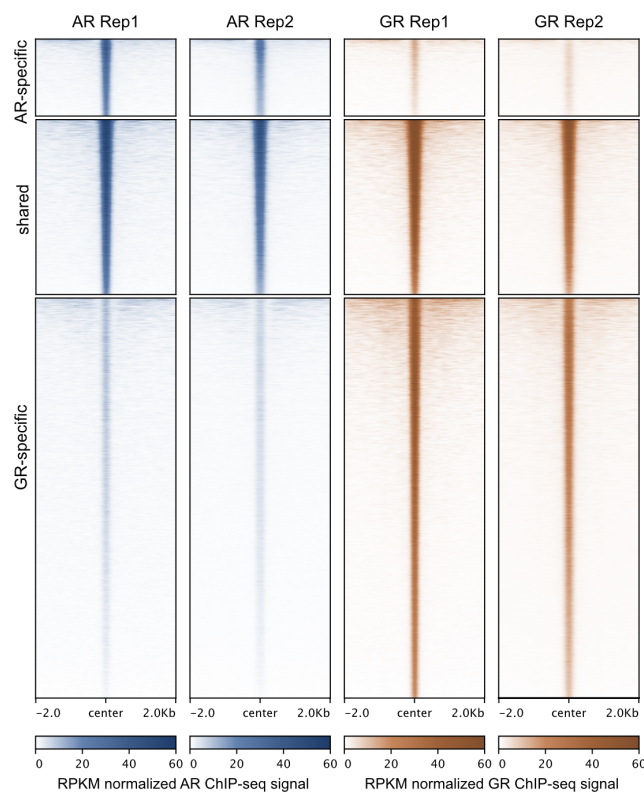 AR Rep1 AR Rep2 GR Rep1 GR Rep2
AR-specific
shared
GR-specific
−2.0 center 2.0Kb −2.0 center 2.0Kb −2.0 center 2.0Kb −2.0 center 2.0Kb
0 20 40 60 0 20 40 60 0 20 40 60 0 20 40 60
RPKM normalized AR ChIP-seq signal RPKM normalized GR ChIP-seq signal